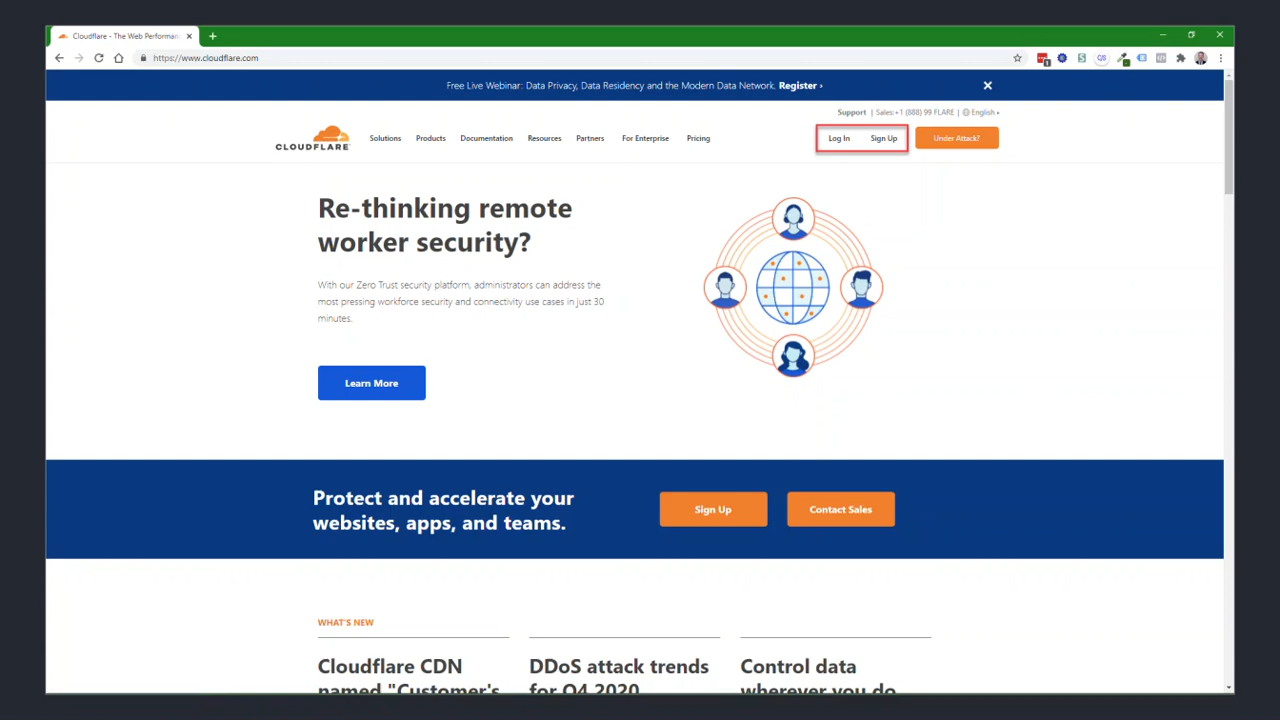 Cloudflare - The Web Performan
https://www.cloudflare.com
Free Live Webinar: Data Privacy, Data Residency and the Modern Data Network. Register ›
Support | Sales: +1 (888) 99 FLARE | English
CLOUDFLARE
Solutions Products Documentation Resources Partners For Enterprise Pricing Log In Sign Up Under Attack?
Re-thinking remote
worker security?
With our Zero Trust security platform, administrators can address the
most pressing workforce security and connectivity use cases in just 30
minutes.
Learn More
Protect and accelerate your
websites, apps, and teams.
Sign Up Contact Sales
WHAT'S NEW
Cloudflare CDN
named "Customer's
DDoS attack trends
for Q4 2020
Control data
wherever you do